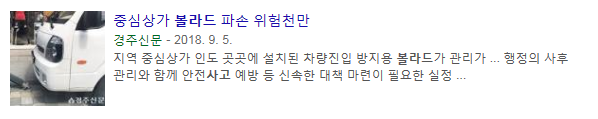 중심상가 볼라드 파손 위험천만
경주신문 - 2018. 9. 5.
지역 중심상가 인도 곳곳에 설치된 차량진입 방지용 볼라드가 관리가 ... 행정의 사후
관리와 함께 안전사고 예방 등 신속한 대책 마련이 필요한 실정 ...
경주신문